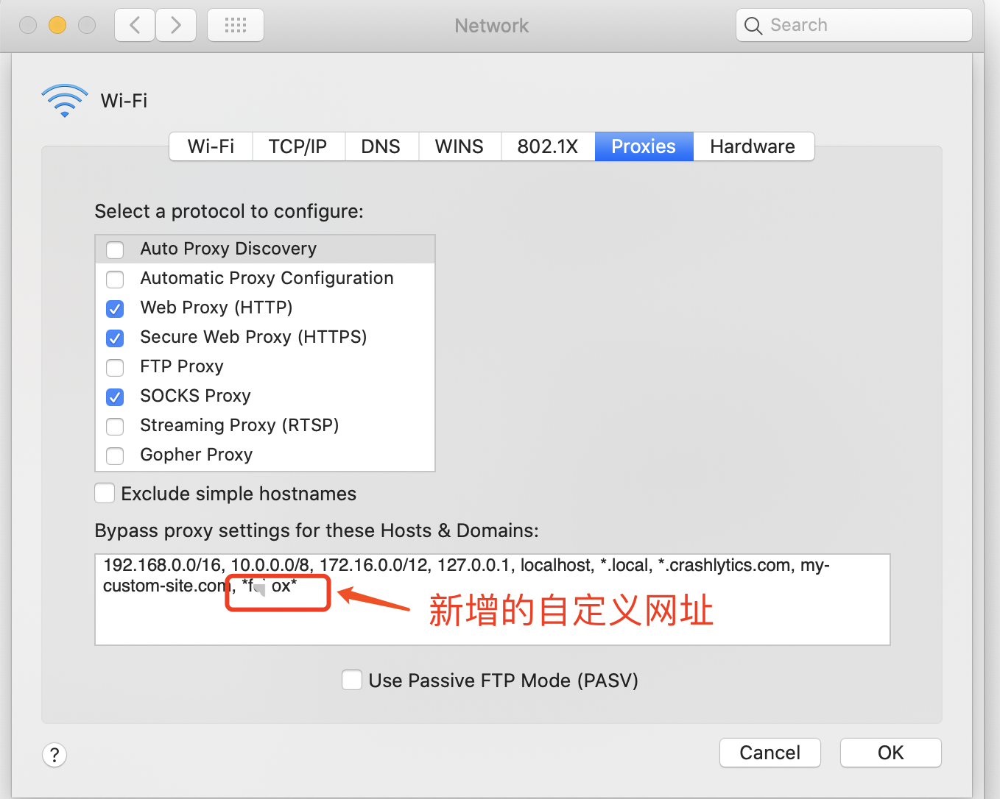 Network
Search
Wi-Fi
Wi-Fi TCP/IP DNS WINS 802.1X Proxies Hardware
Select a protocol to configure:
Auto Proxy Discovery
Automatic Proxy Configuration
Web Proxy (HTTP)
Secure Web Proxy (HTTPS)
FTP Proxy
SOCKS Proxy
Streaming Proxy (RTSP)
Gopher Proxy
Exclude simple hostnames
Bypass proxy settings for these Hosts & Domains:
192.168.0.0/16, 10.0.0.0/8, 172.16.0.0/12, 127.0.0.1, localhost, *.local, *.crashlytics.com, my-
custom-site.com,
新增的自定义网址
Use Passive FTP Mode (PASV)
?
Cancel
OK